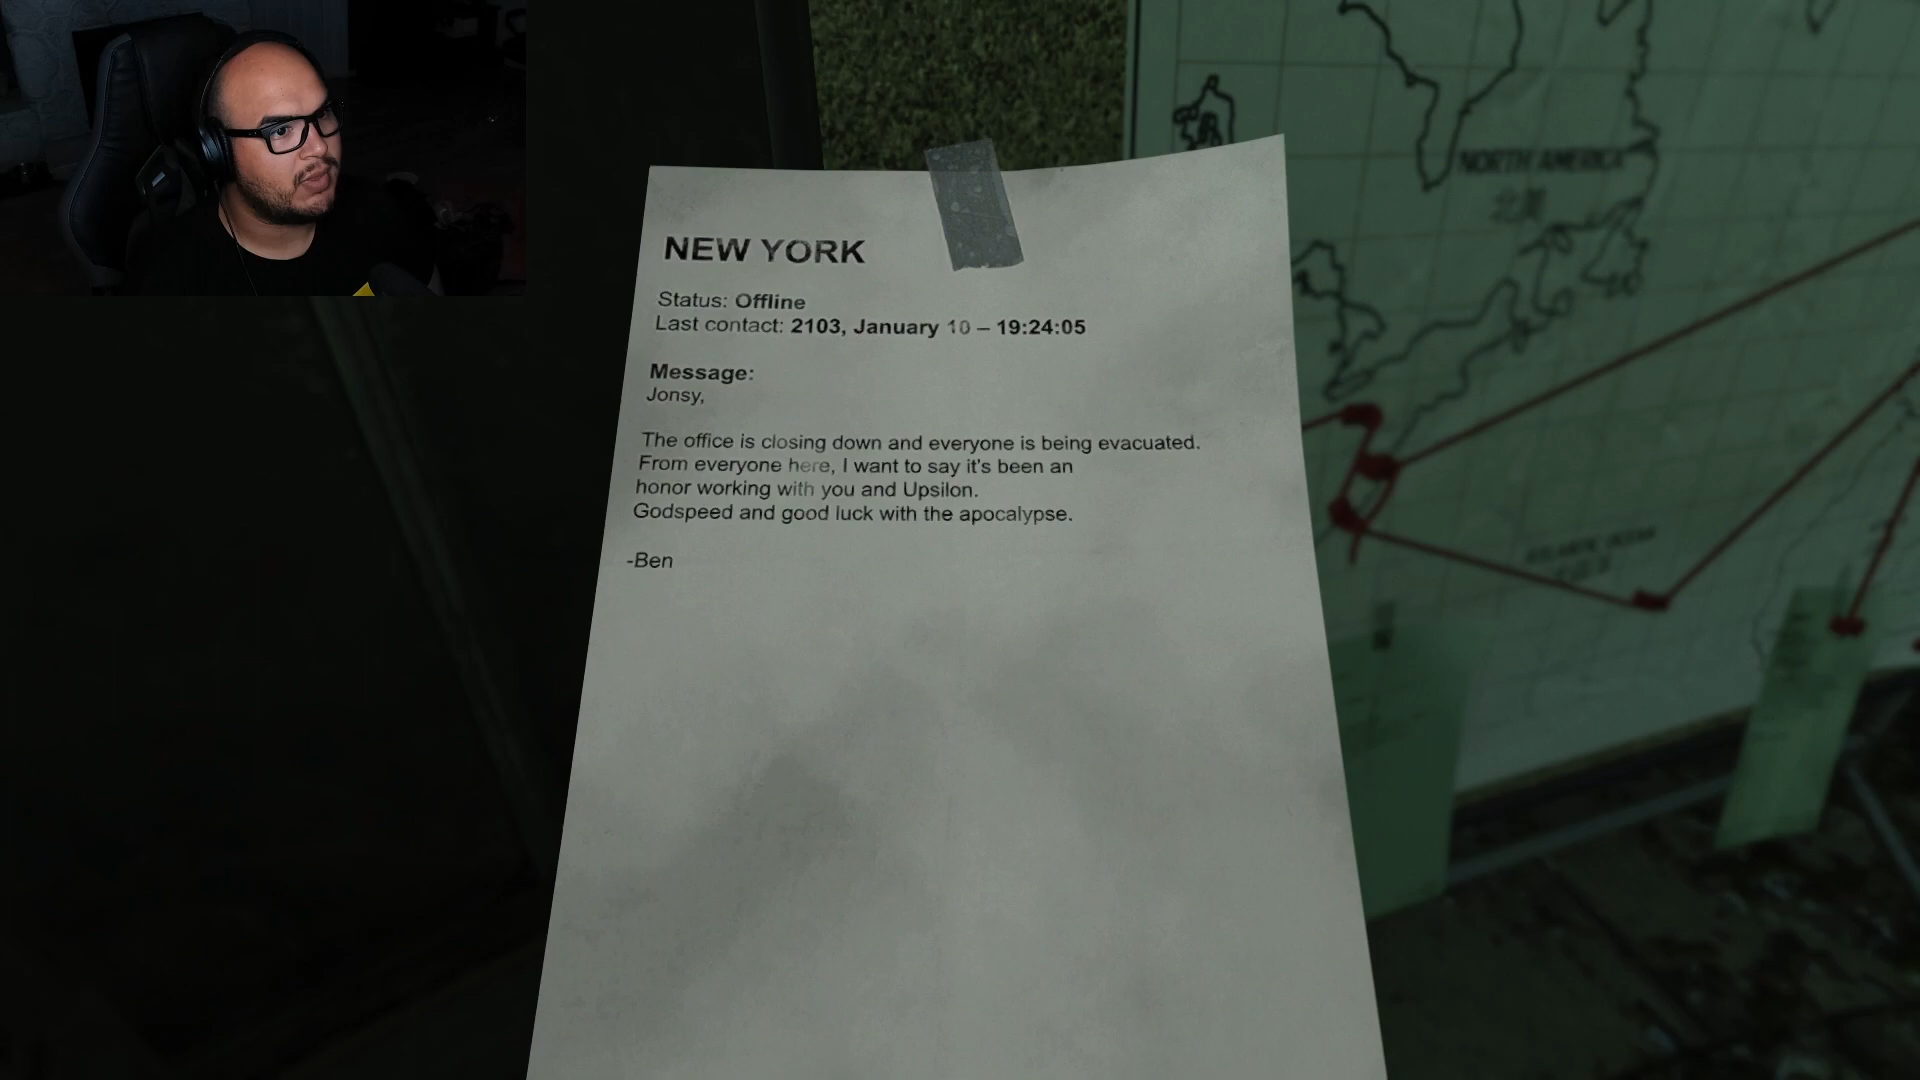 NEW YORK
Status: Offline
Last contact: 2103, January 10 – 19:24:05
Message:
Jonsy,
The office is closing down and everyone is being evacuated.
From everyone here, I want to say it's been an
honor working with you and Upsilon.
Godspeed and good luck with the apocalypse.
-Ben
NORTH AMERICA
北美